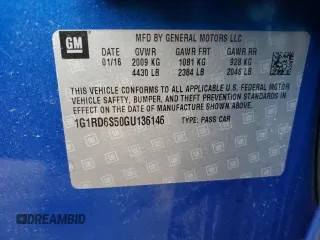 GM
MFD BY GENERAL MOTORS LLC
01/16 GVWR GAWR FRT GAWR RR
2009 KG 1081 KG 928 KG
4430 LB 2384 LB 2046 LB
THIS VEHICLE CONFORMS TO ALL APPLICABLE U.S. FEDERAL MOTOR
VEHICLE SAFETY, BUMPER, AND THEFT PREVENTION STANDARDS IN
EFFECT ON THE DATE OF MANUFACTURE SHOWN ABOVE.
1G1RD6S50GU136146 TYPE: PASS CAR
DREAMBID